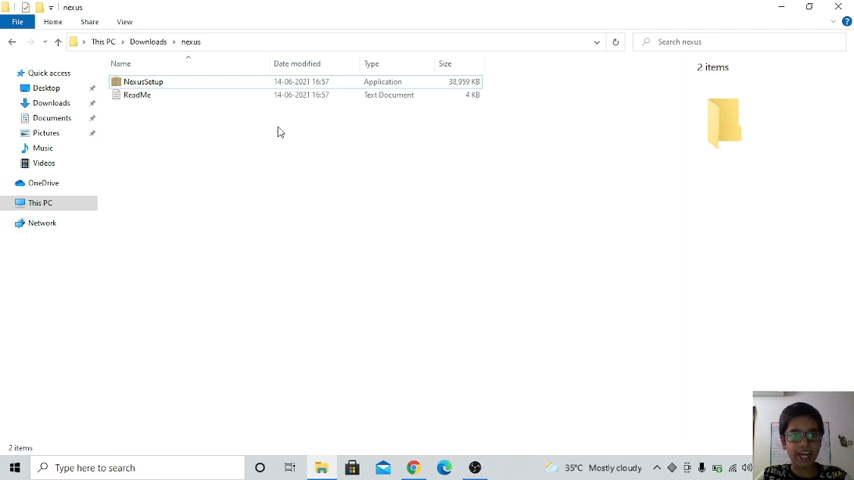 nexus
File Home Share View
This PC Downloads nexus
Search nexus
Name Date modified Type Size
NexusSetup 14-06-2021 16:57 Application 38,959 KB
ReadMe 14-06-2021 16:57 Text Document 4 KB
2 items
Quick access
Desktop
Downloads
Documents
Pictures
Music
Videos
OneDrive
This PC
Network
2 items
Type here to search
35°C Mostly cloudy